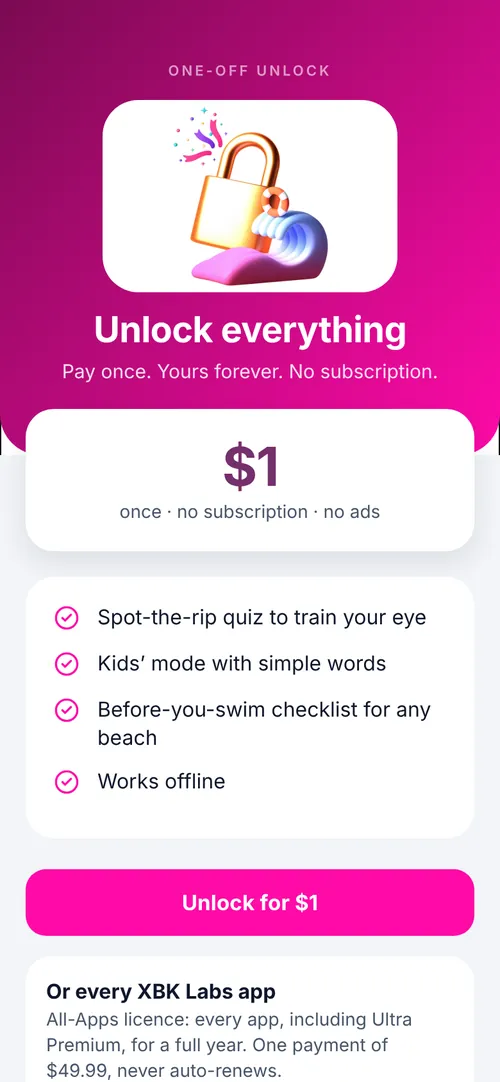 ONE-OFF UNLOCK
Unlock everything
Pay once. Yours forever. No subscription.
$1
once · no subscription · no ads
Spot-the-rip quiz to train your eye
Kids’ mode with simple words
Before-you-swim checklist for any
beach
Works offline
Unlock for $1
Or every XBK Labs app
All-Apps licence: every app, including Ultra
Premium, for a full year. One payment of
$49.99, never auto-renews.